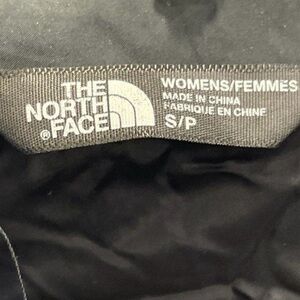 THE
NORTH
FACE®
WOMENS/FEMMES
MADE IN CHINA
FABRIQUE EN CHINE
S/P